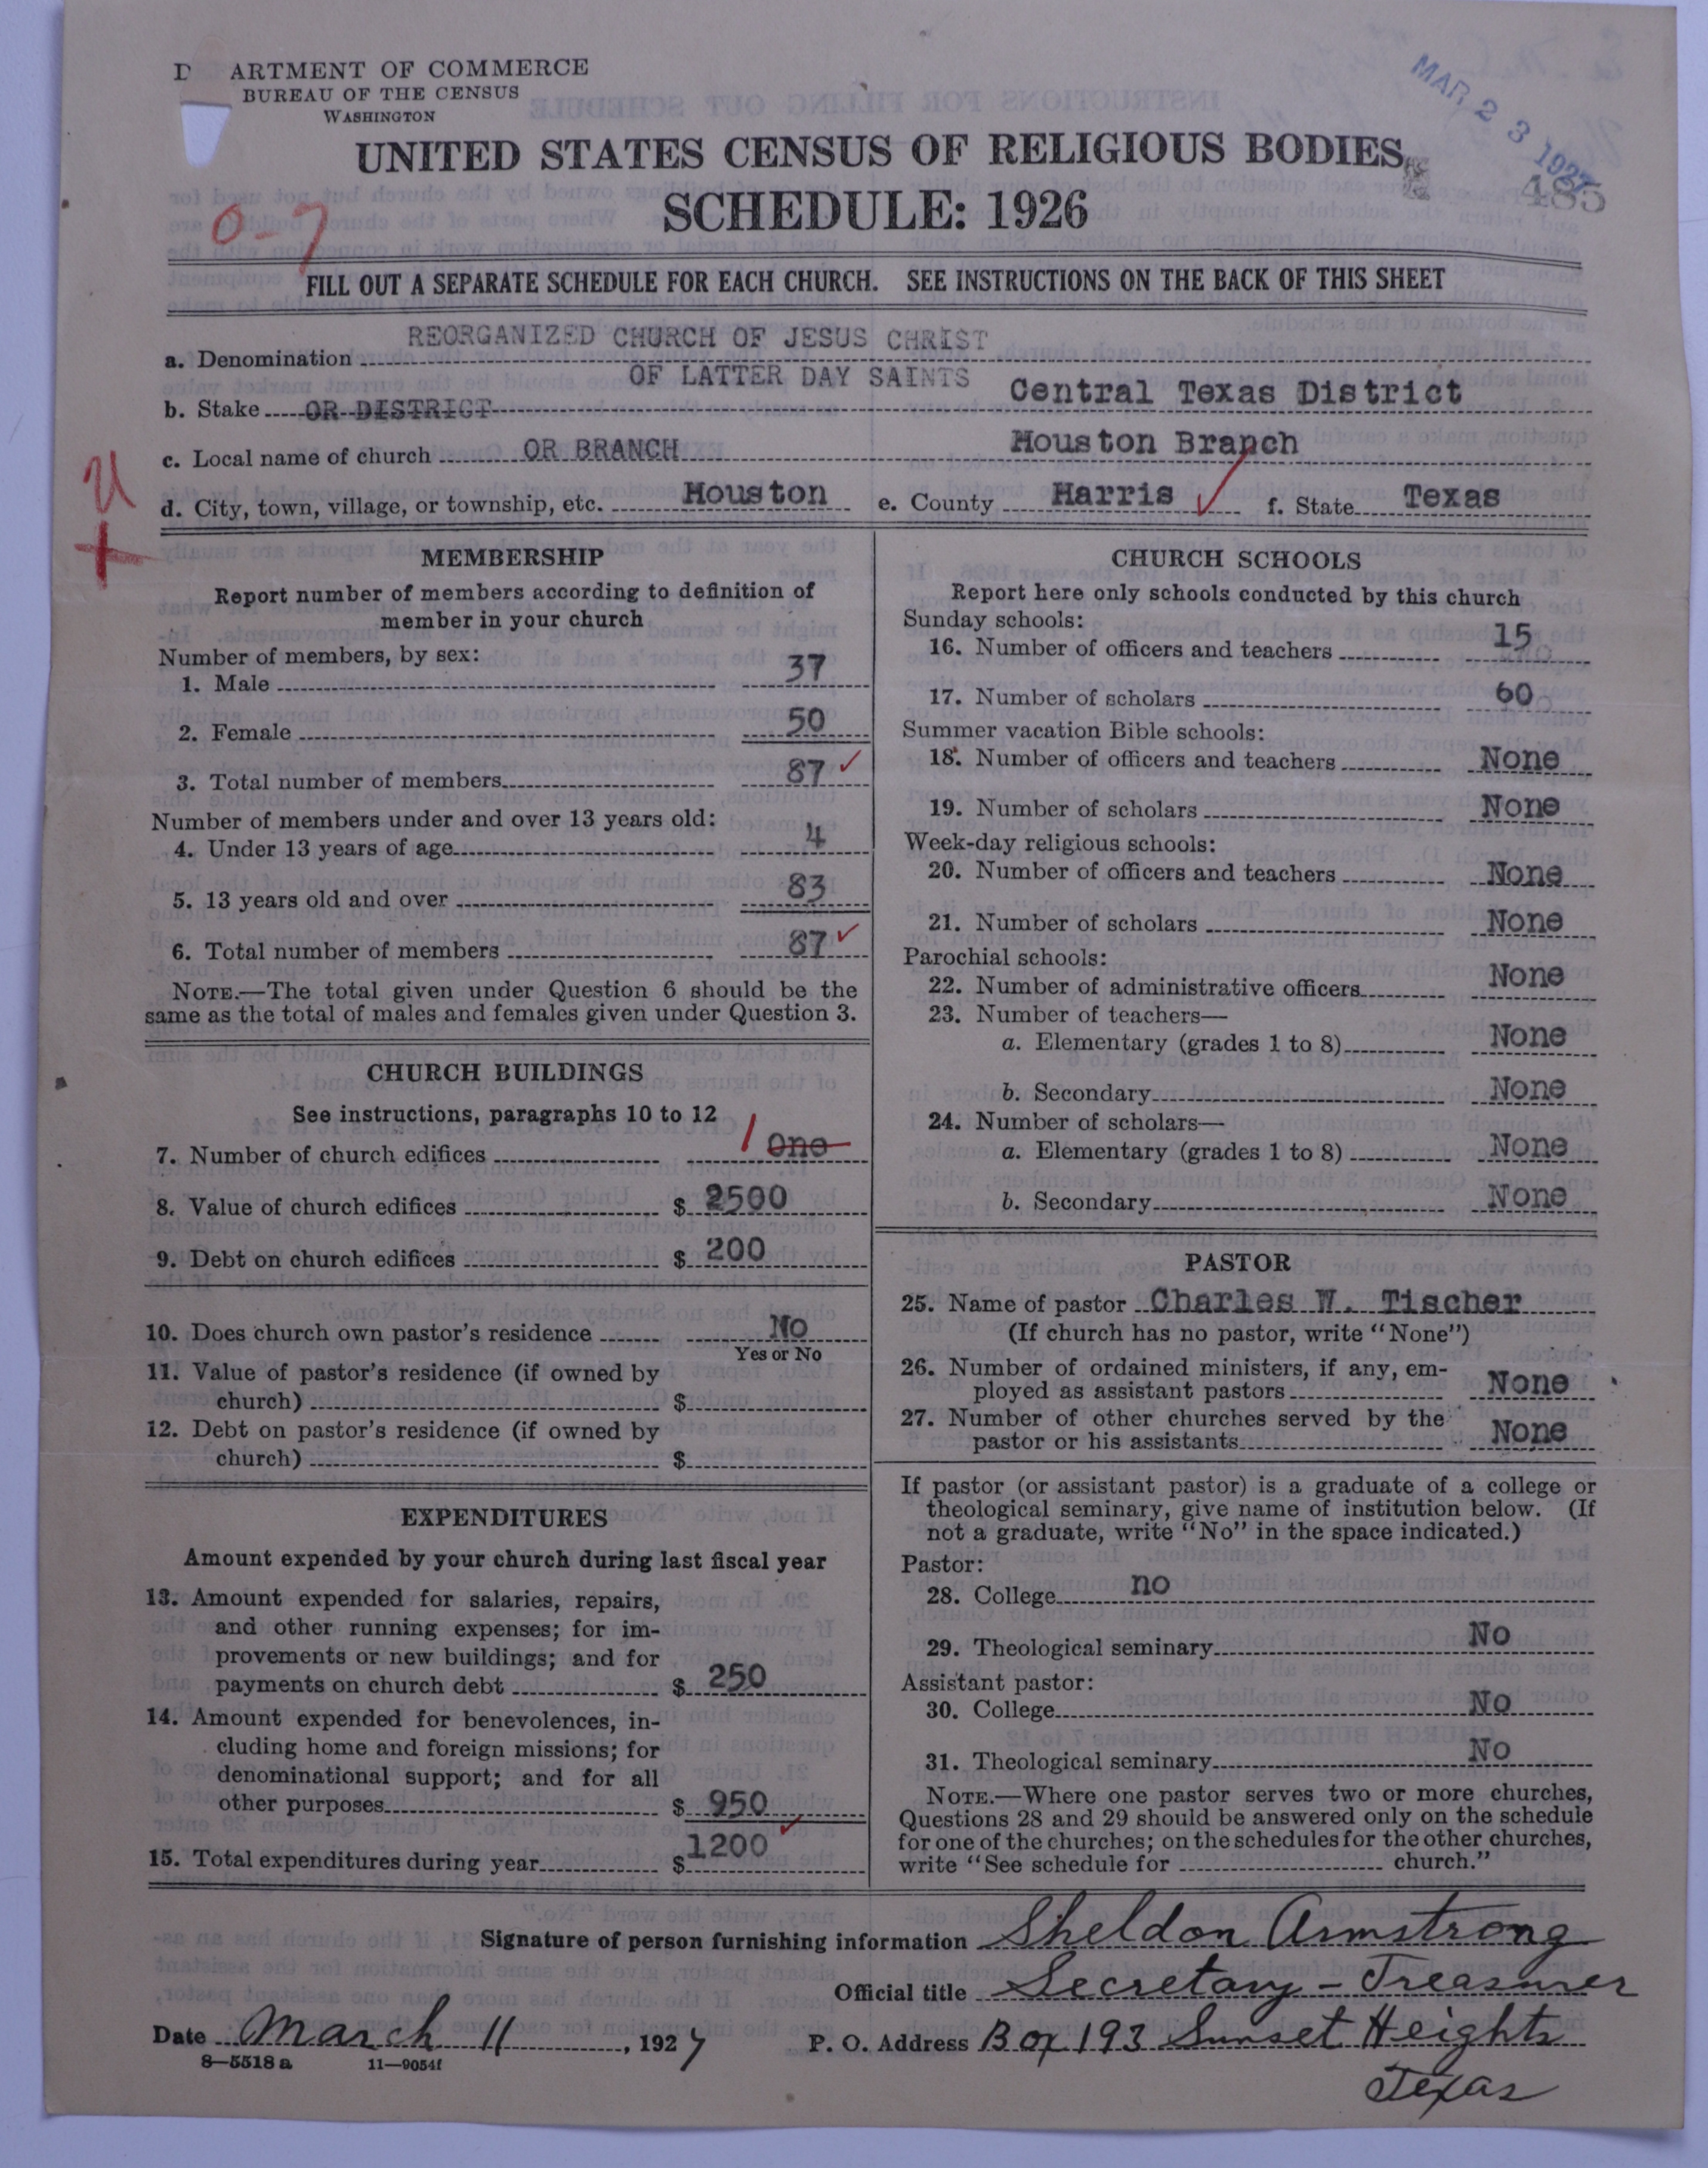 D ARTMENT OF COMMERCE
BUREAU OF THE CENSUS
WASHINGTON
MAR 23 1927
UNITED STATES CENSUS OF RELIGIOUS BODIES
485
SCHEDULE: 1926
0-7
FILL OUT A SEPARATE SCHEDULE FOR EACH CHURCH. SEE INSTRUCTIONS ON THE BACK OF THIS SHEET
REORGANIZED CHURCH OF JESUS CHRIST
a. Denomination
OF LATTER DAY SAINTS
b. Stake OR DISTRICT Central Texas District
c. Local name of church OR BRANCH Houston Branch
d. City, town, village, or township, etc. Houston e. County Harris f. State Texas
MEMBERSHIP
Report number of members according to definition of
member in your church
Number of members, by sex:
1. Male 37
2. Female 50
3. Total number of members 87
Number of members under and over 13 years old:
4. Under 13 years of age 4
5. 13 years old and over 83
6. Total number of members 87
NOTE.—The total given under Question 6 should be the
same as the total of males and females given under Question 3.
CHURCH BUILDINGS
See instructions, paragraphs 10 to 12
7. Number of church edifices 1 One
8. Value of church edifices $ 2500
9. Debt on church edifices $ 200
10. Does church own pastor's residence No
Yes or No
11. Value of pastor's residence (if owned by
church) $
12. Debt on pastor's residence (if owned by
church) $
EXPENDITURES
Amount expended by your church during last fiscal year
13. Amount expended for salaries, repairs,
and other running expenses; for im-
provements or new buildings; and for
payments on church debt $ 250
14. Amount expended for benevolences, in-
cluding home and foreign missions; for
denominational support; and for all
other purposes $ 950
15. Total expenditures during year $ 1200
CHURCH SCHOOLS
Report here only schools conducted by this church
Sunday schools:
16. Number of officers and teachers 15
17. Number of scholars 60
Summer vacation Bible schools:
18. Number of officers and teachers None
19. Number of scholars None
Week-day religious schools:
20. Number of officers and teachers None
21. Number of scholars None
Parochial schools:
22. Number of administrative officers None
23. Number of teachers—
a. Elementary (grades 1 to 8) None
b. Secondary None
24. Number of scholars—
a. Elementary (grades 1 to 8) None
b. Secondary None
PASTOR
25. Name of pastor Charles W. Tischer
(If church has no pastor, write "None")
26. Number of ordained ministers, if any, em-
ployed as assistant pastors None
27. Number of other churches served by the
pastor or his assistants None
If pastor (or assistant pastor) is a graduate of a college or
theological seminary, give name of institution below. (If
not a graduate, write "No" in the space indicated.)
Pastor:
28. College no
29. Theological seminary No
Assistant pastor:
30. College No
31. Theological seminary No
NOTE.—Where one pastor serves two or more churches,
Questions 28 and 29 should be answered only on the schedule
for one of the churches; on the schedules for the other churches,
write "See schedule for church."
Signature of person furnishing information Sheldon Armstrong
Official title Secretary - Treasurer
Date March 11, 1927 P. O. Address Box 193 Sunset Heights
8—5518 a 11—9054f
Texas